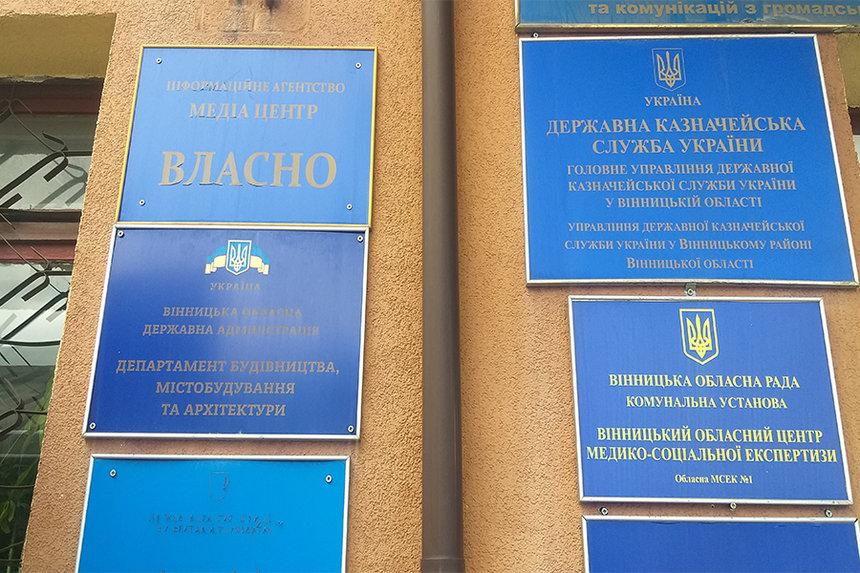 ІНФОРМАЦІЙНЕ АГЕНТСТВО
МЕДІА ЦЕНТР
ВЛАСНО
УКРАЇНА
ВІННИЦЬКА ОБЛАСНА
ДЕРЖАВНА АДМІНІСТРАЦІЯ
ДЕПАРТАМЕНТ БУДІВНИЦТВА,
МІСТОБУДУВАННЯ
ТА АРХІТЕКТУРИ
та комунікацій з громадсь
УКРАЇНА
ДЕРЖАВНА КАЗНАЧЕЙСЬКА
СЛУЖБА УКРАЇНИ
ГОЛОВНЕ УПРАВЛІННЯ ДЕРЖАВНОЇ
КАЗНАЧЕЙСЬКОЇ СЛУЖБИ УКРАЇНИ
У ВІННИЦЬКІЙ ОБЛАСТІ
УПРАВЛІННЯ ДЕРЖАВНОЇ КАЗНАЧЕЙСЬКОЇ
СЛУЖБИ УКРАЇНИ У ВІННИЦЬКОМУ РАЙОНІ
ВІННИЦЬКОЇ ОБЛАСТІ
ВІННИЦЬКА ОБЛАСНА РАДА
КОМУНАЛЬНА УСТАНОВА
ВІННИЦЬКИЙ ОБЛАСНИЙ ЦЕНТР
МЕДИКО-СОЦІАЛЬНОЇ ЕКСПЕРТИЗИ
Обласна МСЕК №1